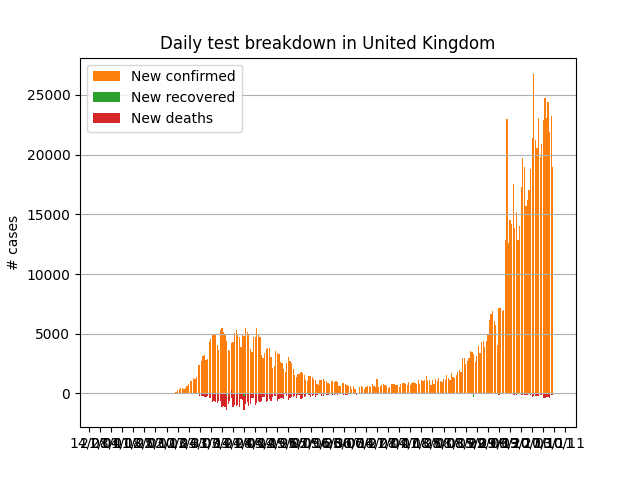 Daily test breakdown in United Kingdom
New confirmed
New recovered
New deaths
# cases
25000
20000
15000
10000
5000
0